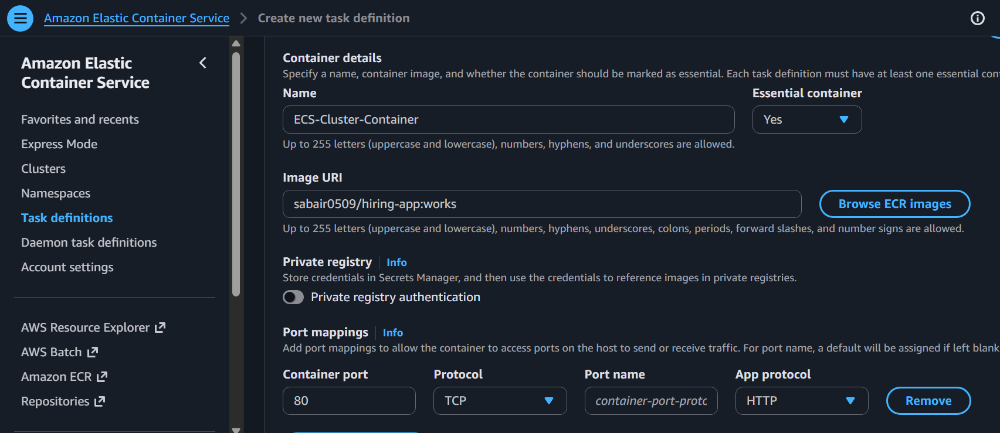 Amazon Elastic Container Service > Create new task definition
Amazon Elastic
Container Service
Favorites and recents
Express Mode
Clusters
Namespaces
Task definitions
Daemon task definitions
Account settings
AWS Resource Explorer
AWS Batch
Amazon ECR
Repositories
Container details
Specify a name, container image, and whether the container should be marked as essential. Each task definition must have at least one essential con
Name
Essential container
ECS-Cluster-Container
Yes
Up to 255 letters (uppercase and lowercase), numbers, hyphens, and underscores are allowed.
Image URI
sabair0509/hiring-app:works
Browse ECR images
Up to 255 letters (uppercase and lowercase), numbers, hyphens, underscores, colons, periods, forward slashes, and number signs are allowed.
Private registry Info
Store credentials in Secrets Manager, and then use the credentials to reference images in private registries.
Private registry authentication
Port mappings Info
Add port mappings to allow the container to access ports on the host to send or receive traffic. For port name, a default will be assigned if left blank
Container port Protocol Port name App protocol
80 TCP container-port-protc HTTP Remove